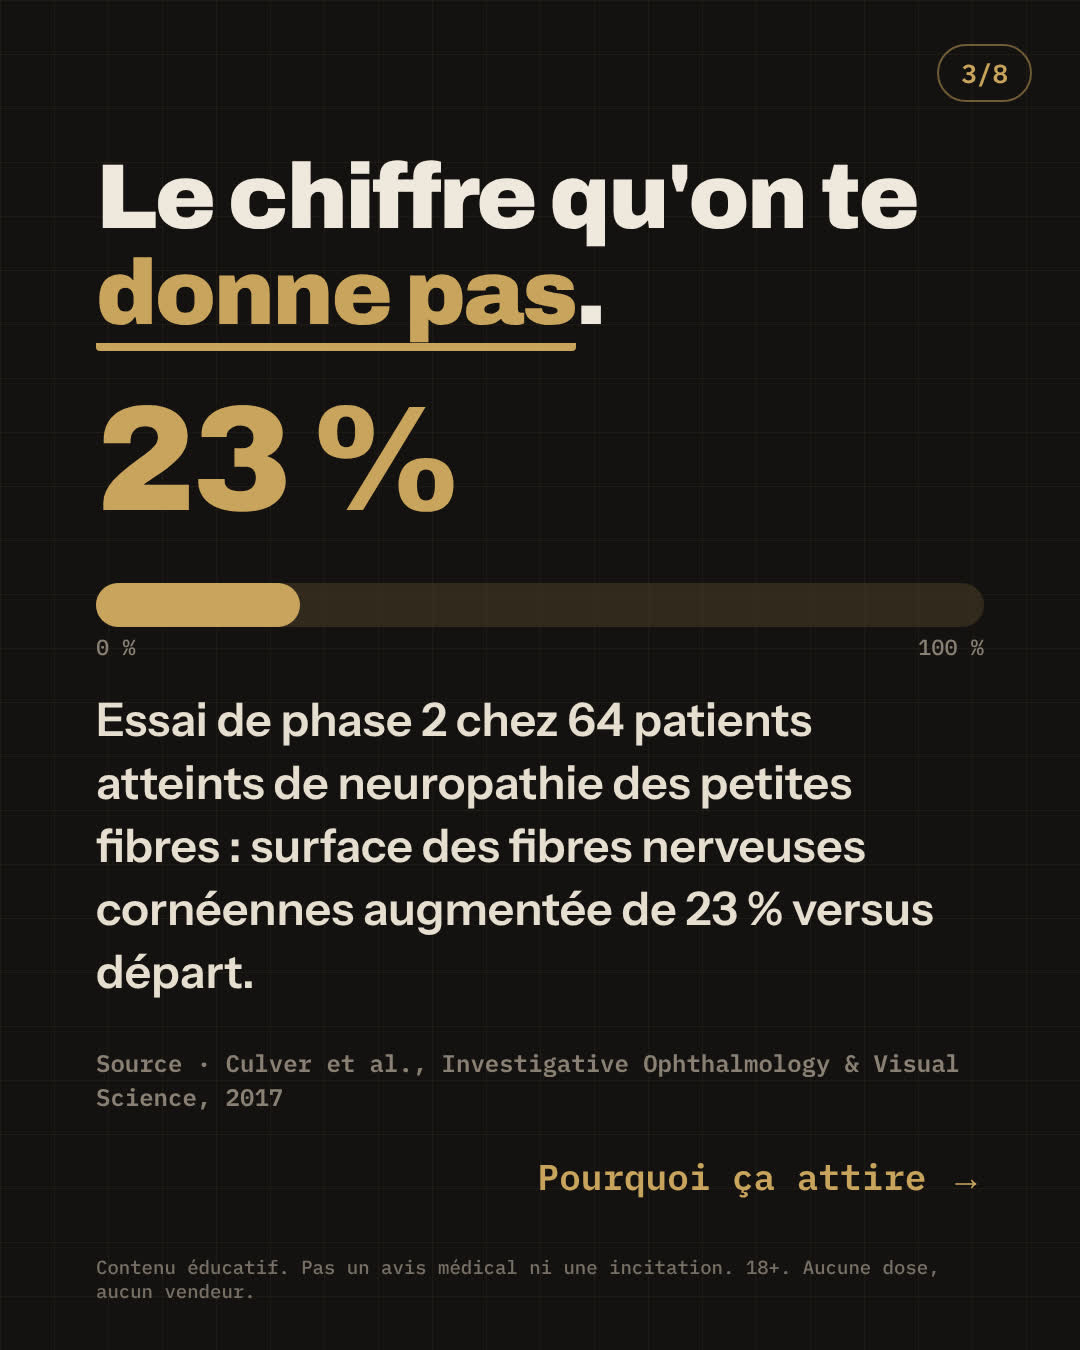 3/8
Le chiffre qu'on te
donne pas.
23 %
0 %
100 %
Essai de phase 2 chez 64 patients
atteints de neuropathie des petites
fibres : surface des fibres nerveuses
cornéennes augmentée de 23 % versus
départ.
Source · Culver et al., Investigative Ophthalmology & Visual
Science, 2017
Pourquoi ça attire →
Contenu éducatif. Pas un avis médical ni une incitation. 18+. Aucune dose,
aucun vendeur.